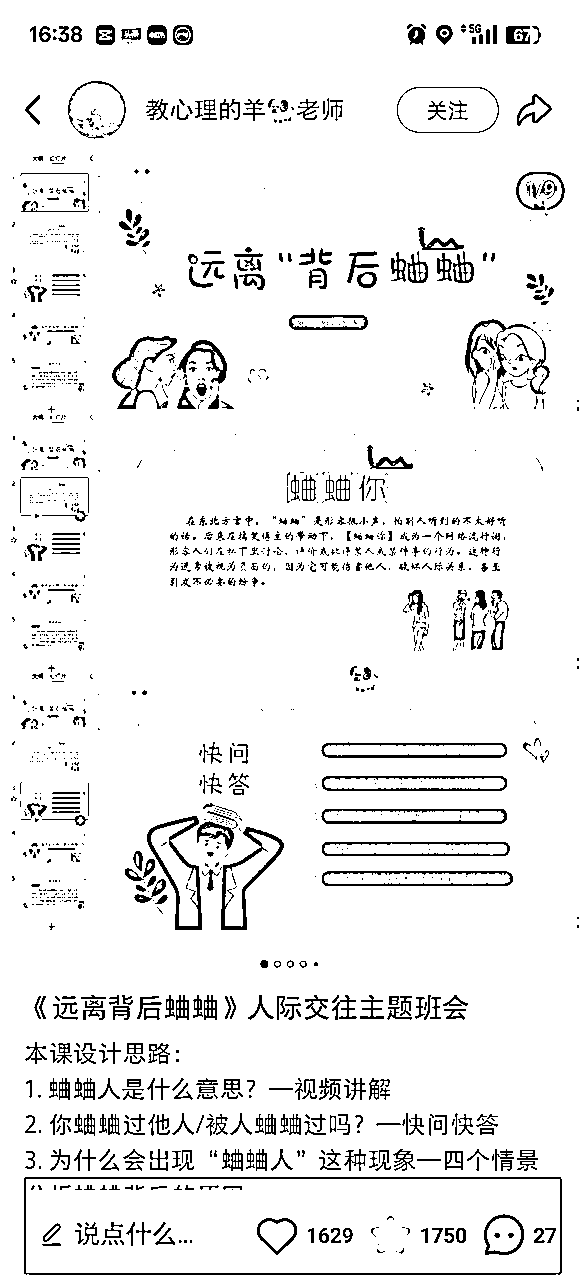 16:38
5G
67
教心理的羊老师
关注
远离“背后蛐蛐”
蛐蛐你
在东北方言中，“蛐蛐”是形容很小声，怕别人听到的不太好听
的话。后来在搞笑博主的带动下，【蛐蛐你】成为一个网络流行词，
形容人们在私下里讨论、评价或批评某人或某件事的行为。这种行
为通常被视为负面的，因为它可能伤害他人，破坏人际关系，甚至
引发不必要的纷争。
快问
快答
《远离背后蛐蛐》人际交往主题班会
本课设计思路：
1. 蛐蛐人是什么意思？—视频讲解
2. 你蛐蛐过他人/被人蛐蛐过吗？—快问快答
3. 为什么会出现“蛐蛐人”这种现象—四个情景
说点什么...
1629
1750
27